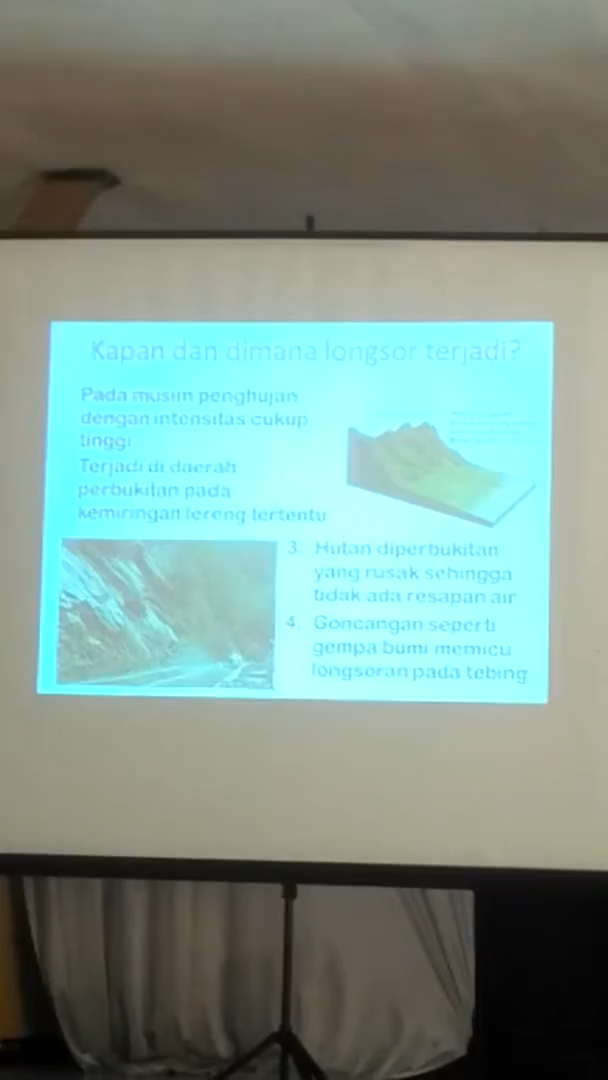 Kapan dan dimana longsor terjadi?
Pada musim penghujan
dengan intensitas cukup
tinggi
Terjadi di daerah
perbukitan pada
kemiringan lereng tertentu
3. Hutan diperbukitan
yang rusak sehingga
tidak ada resapan air
4. Goncangan seperti
gempa bumi memicu
longsoran pada tebing